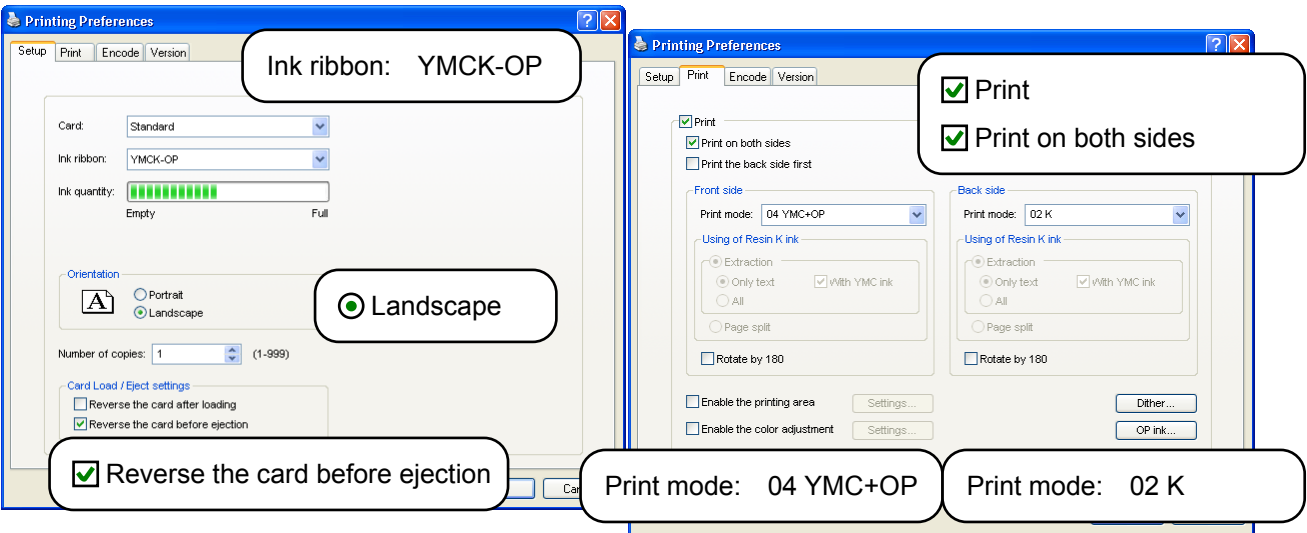 Printing Preferences
Setup Print Encode Version
Ink ribbon: YMCK-OP
Card: Standard
Ink ribbon: YMCK-OP
Ink quantity:
Empty Full
Orientation
A
Portrait
Landscape
Landscape
Number of copies: 1 (1-999)
Card Load / Eject settings
Reverse the card after loading
Reverse the card before ejection
Reverse the card before ejection
Printing Preferences
Setup Print Encode Version
Print
Print on both sides
Print
Print on both sides
Print the back side first
Front side
Print mode: 04 YMC+OP
Using of Resin K ink
Extraction
Only text With YMC ink
All
Page split
Rotate by 180
Back side
Print mode: 02 K
Using of Resin K ink
Extraction
Only text With YMC ink
All
Page split
Rotate by 180
Enable the printing area Settings... Dither...
Enable the color adjustment Settings... OP ink...
Print mode: 04 YMC+OP
Print mode: 02 K